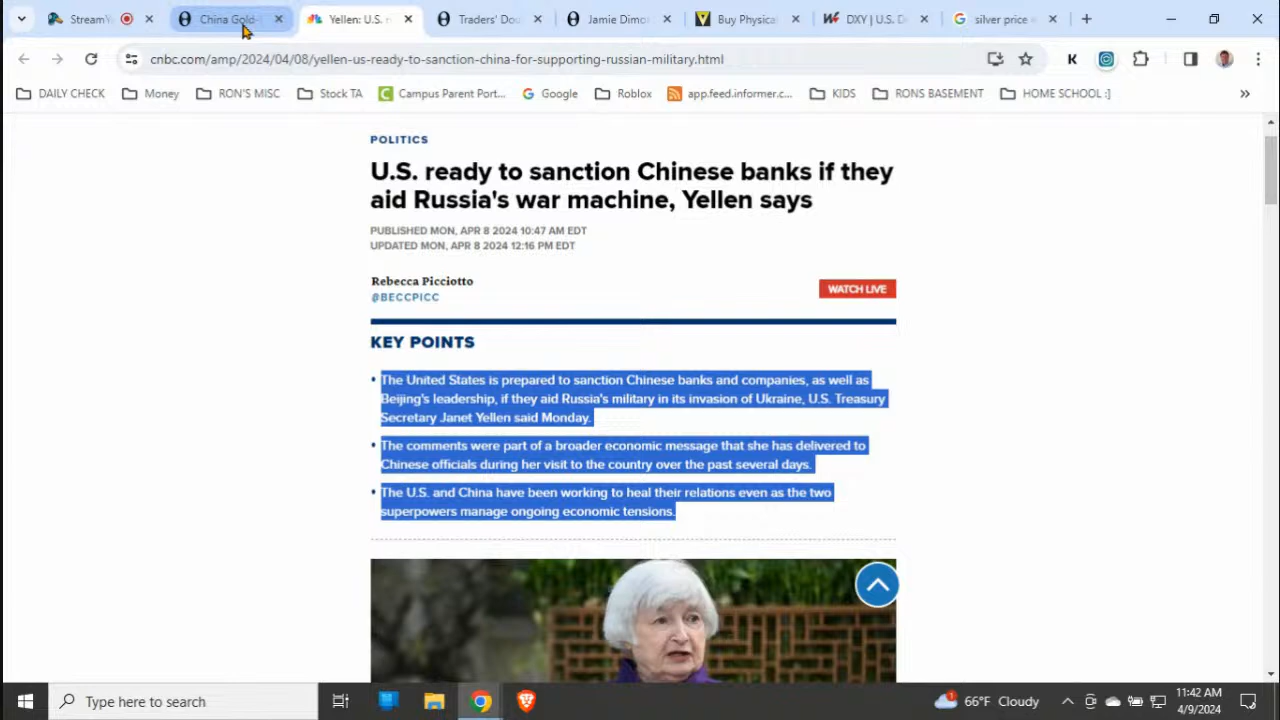 StreamY
China Gold-
Yellen: U.S. r
Traders' Dou
Jamie Dimo
Buy Physica
DXY | U.S. D
silver price
cnbc.com/amp/2024/04/08/yellen-us-ready-to-sanction-china-for-supporting-russian-military.html
DAILY CHECK
Money
RON'S MISC
Stock TA
Campus Parent Port...
Google
Roblox
app.feed.informer.c...
KIDS
RONS BASEMENT
HOME SCHOOL :]
POLITICS
U.S. ready to sanction Chinese banks if they
aid Russia's war machine, Yellen says
PUBLISHED MON, APR 8 2024 10:47 AM EDT
UPDATED MON, APR 8 2024 12:16 PM EDT
Rebecca Picciotto
@BECCPICC
WATCH LIVE
KEY POINTS
• The United States is prepared to sanction Chinese banks and companies, as well as
Beijing's leadership, if they aid Russia's military in its invasion of Ukraine, U.S. Treasury
Secretary Janet Yellen said Monday.
• The comments were part of a broader economic message that she has delivered to
Chinese officials during her visit to the country over the past several days.
• The U.S. and China have been working to heal their relations even as the two
superpowers manage ongoing economic tensions.
Type here to search
66°F Cloudy
11:42 AM
4/9/2024